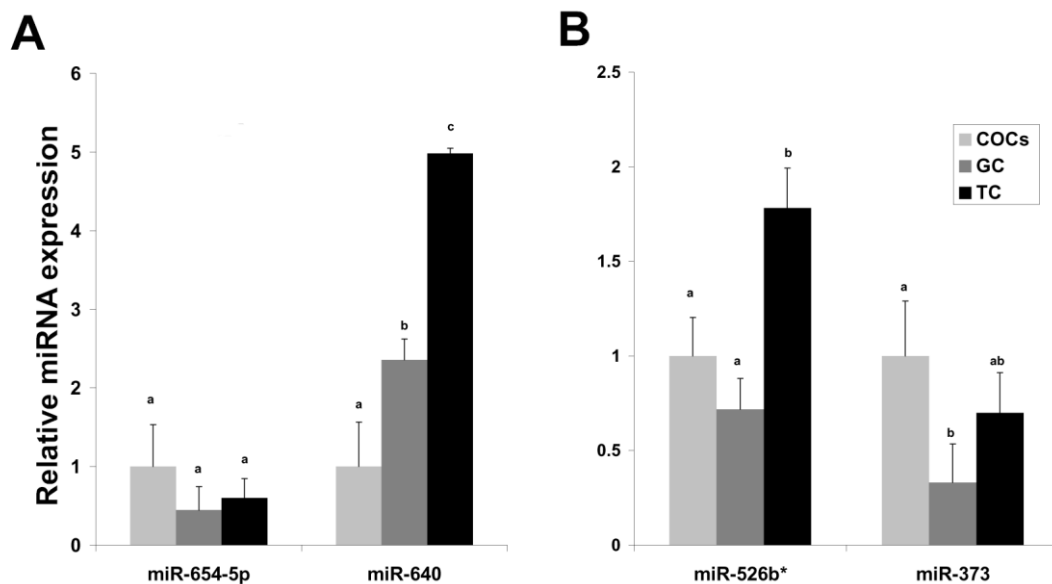 A
Relative miRNA expression
6
5
4
3
2
1
0
a
a
a
a
b
c
miR-654-5p
miR-640
B
2.5
2
1.5
1
0.5
0
a
a
b
a
b
ab
miR-526b*
miR-373
COCs
GC
TC